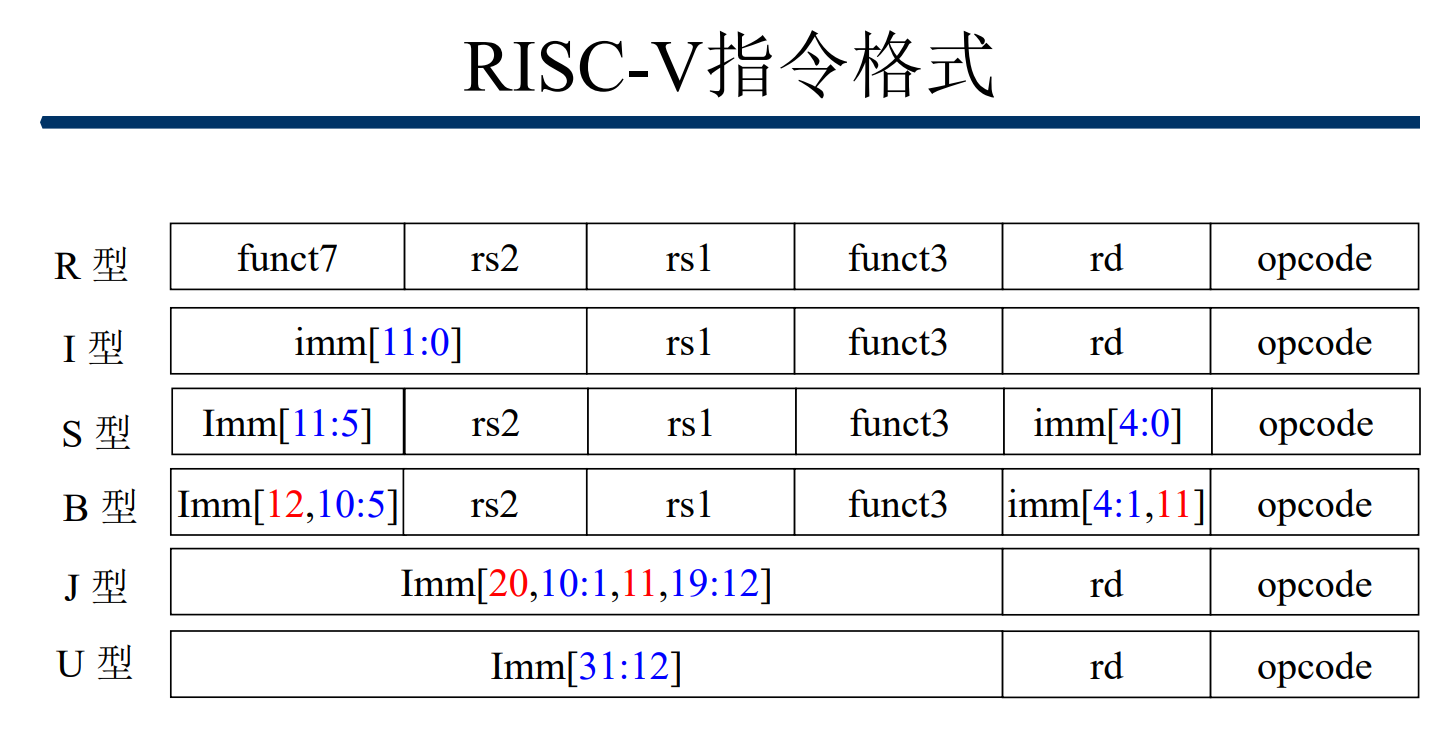 RISC-V指令格式
R 型 funct7 rs2 rs1 funct3 rd opcode
I 型 imm[11:0] rs1 funct3 rd opcode
S 型 Imm[11:5] rs2 rs1 funct3 imm[4:0] opcode
B 型 Imm[12,10:5] rs2 rs1 funct3 imm[4:1,11] opcode
J 型 Imm[20,10:1,11,19:12] rd opcode
U 型 Imm[31:12] rd opcode